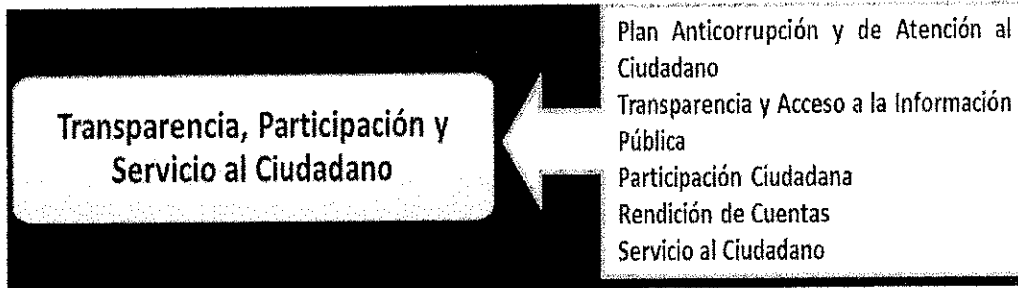 Transparencia, Participación y
Servicio al Ciudadano
Plan Anticorrupción y de Atención al
Ciudadano
Transparencia y Acceso a la Información
Pública
Participación Ciudadana
Rendición de Cuentas
Servicio al Ciudadano